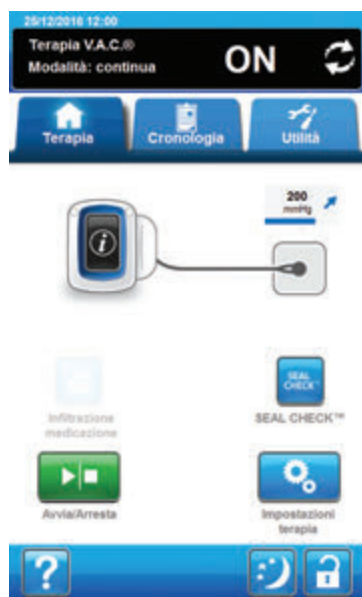 25/12/2016 12:00
Terapia V.A.C.®
Modalità: continua
ON
Terapia
Cronologia
Utilità
200
mmHg
i
Infiltrazione
medicazione
SEAL
CHECK™
SEAL CHECK™
Avvia/Arresta
Impostazioni
terapia
?